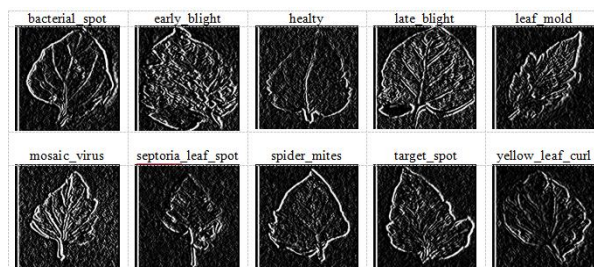 bacterial_spot early_blight healty late_blight leaf_mold
mosaic_virus septoria_leaf_spot spider_mites target_spot yellow_leaf_curl